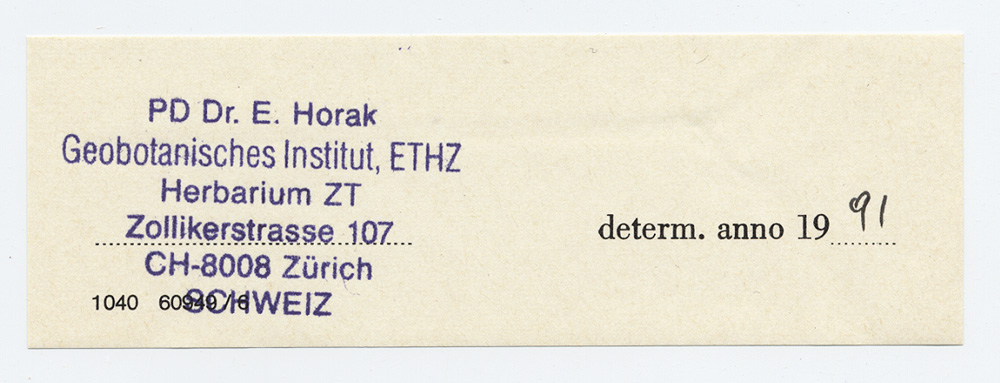 PD Dr. E. Horak
Geobotanisches Institut, ETHZ
Herbarium ZT
Zollikerstrasse 107
determ. anno 19 91
CH-8008 Zürich
1040 60949 / 6
SCHWEIZ